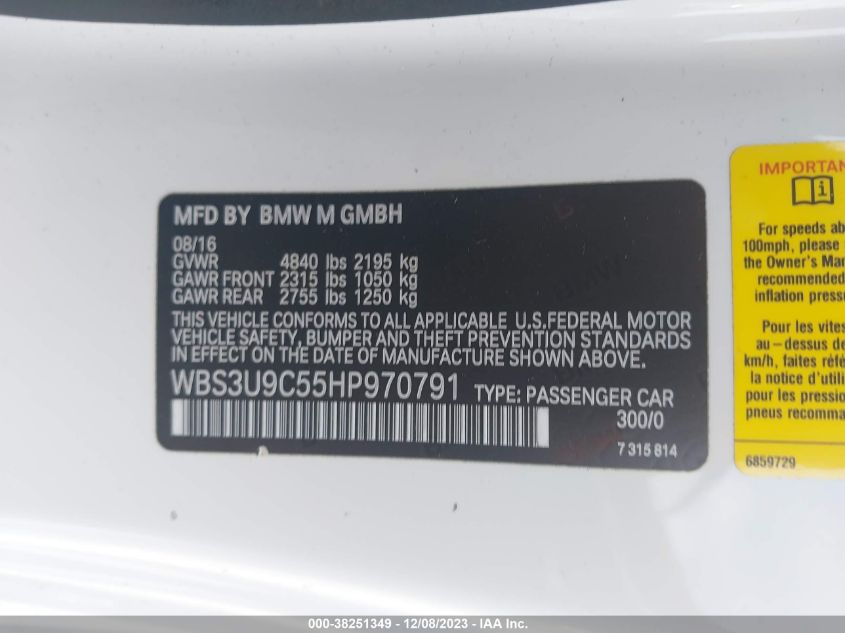 MFD BY BMW M GMBH
08/16
GVWR 4840 lbs 2195 kg
GAWR FRONT 2315 lbs 1050 kg
GAWR REAR 2755 lbs 1250 kg
THIS VEHICLE CONFORMS TO ALL APPLICABLE U.S.FEDERAL MOTOR
VEHICLE SAFETY, BUMPER AND THEFT PREVENTION STANDARDS
IN EFFECT ON THE DATE OF MANUFACTURE SHOWN ABOVE.
WBS3U9C55HP970791 TYPE: PASSENGER CAR
300/0
7 315 814
IMPORTAN
i
For speeds ab
100mph, please
the Owner's Man
recommended
inflation pressu
Pour les vites
au-dessus de
km/h, faites réfé
la notice d'utili
pour les pression
pneus recomma
6859729
000-38251349 - 12/08/2023 - IAA Inc.